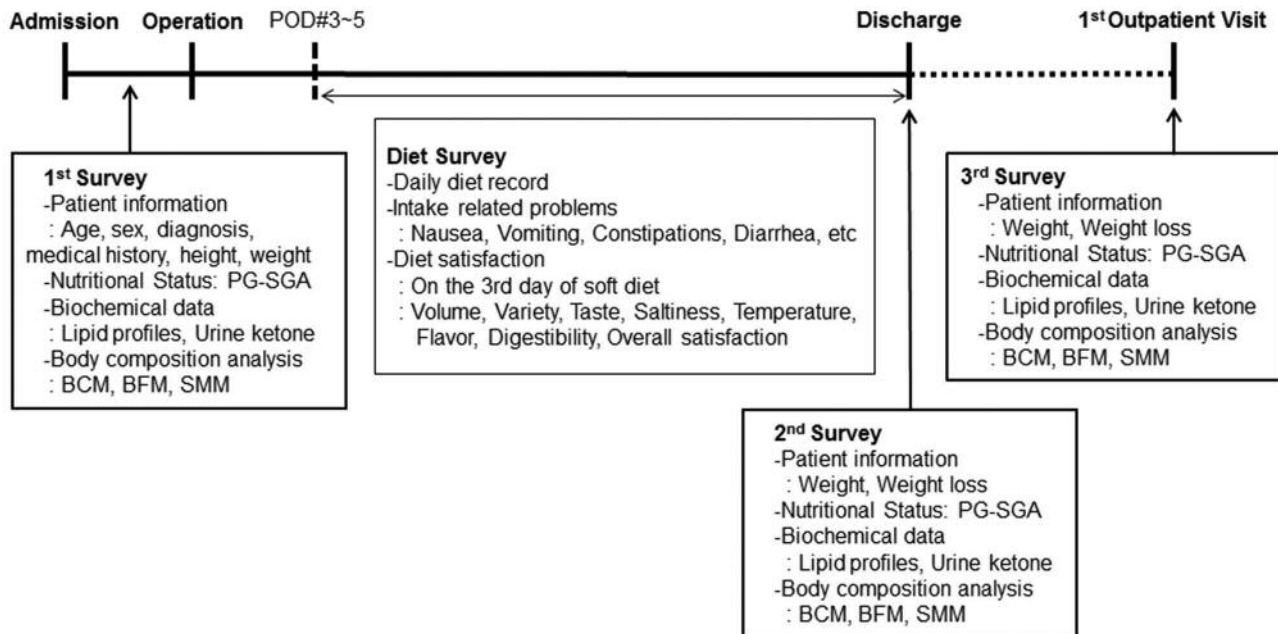 Admission
Operation
POD#3~5
Discharge
1st Outpatient Visit
1st Survey
-Patient information
: Age, sex, diagnosis,
medical history, height, weight
-Nutritional Status: PG-SGA
-Biochemical data
: Lipid profiles, Urine ketone
-Body composition analysis
: BCM, BFM, SMM
Diet Survey
-Daily diet record
-Intake related problems
: Nausea, Vomiting, Constipations, Diarrhea, etc
-Diet satisfaction
: On the 3rd day of soft diet
: Volume, Variety, Taste, Saltiness, Temperature,
Flavor, Digestibility, Overall satisfaction
2nd Survey
-Patient information
: Weight, Weight loss
-Nutritional Status: PG-SGA
-Biochemical data
: Lipid profiles, Urine ketone
-Body composition analysis
: BCM, BFM, SMM
3rd Survey
-Patient information
: Weight, Weight loss
-Nutritional Status: PG-SGA
-Biochemical data
: Lipid profiles, Urine ketone
-Body composition analysis
: BCM, BFM, SMM